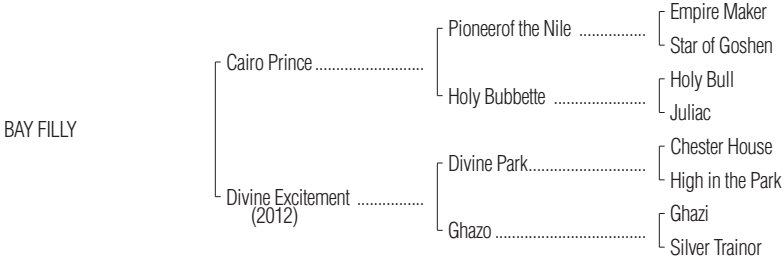 Empire Maker
Pioneerof the Nile ................
Star of Goshen
Cairo Prince ..........................
Holy Bull
Holy Bubbette ......................
Juliac
BAY FILLY
Chester House
Divine Park............................
High in the Park
Divine Excitement ................
(2012)
Ghazi
Ghazo ....................................
Silver Trainor